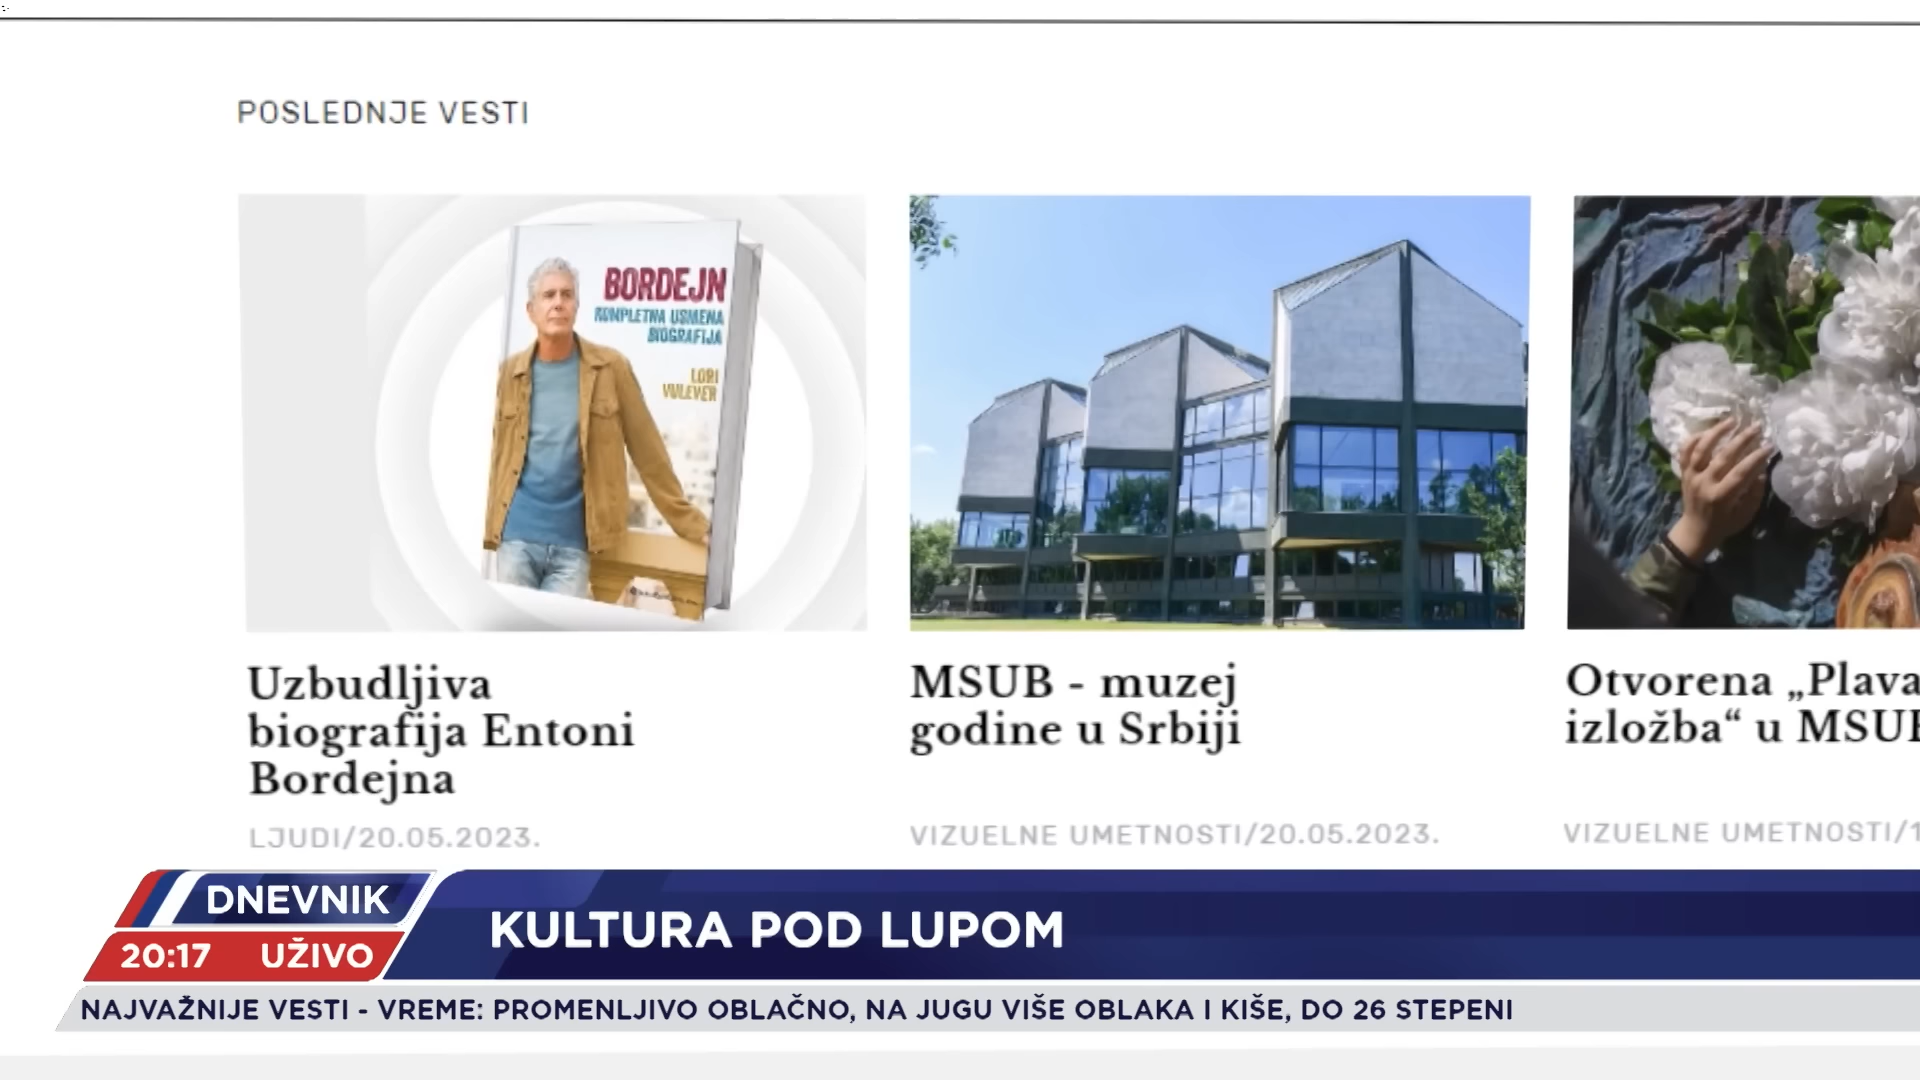 POSLEDNJE VESTI
BORDEJN
KOMPLETNA USMENA
BIOGRAFIJA
LORI
VULEVER
Uzbudljiva
biografija Entoni
Bordejna
LJUDI/20.05.2023.
MSUB - muzej
godine u Srbiji
VIZUELNE UMETNOSTI/20.05.2023.
Otvorena „Plava
izložba“ u MSUB
VIZUELNE UMETNOSTI/1
DNEVNIK
20:17 UŽIVO
KULTURA POD LUPOM
NAJVAŽNIJE VESTI - VREME: PROMENLJIVO OBLAČNO, NA JUGU VIŠE OBLAKA I KIŠE, DO 26 STEPENI